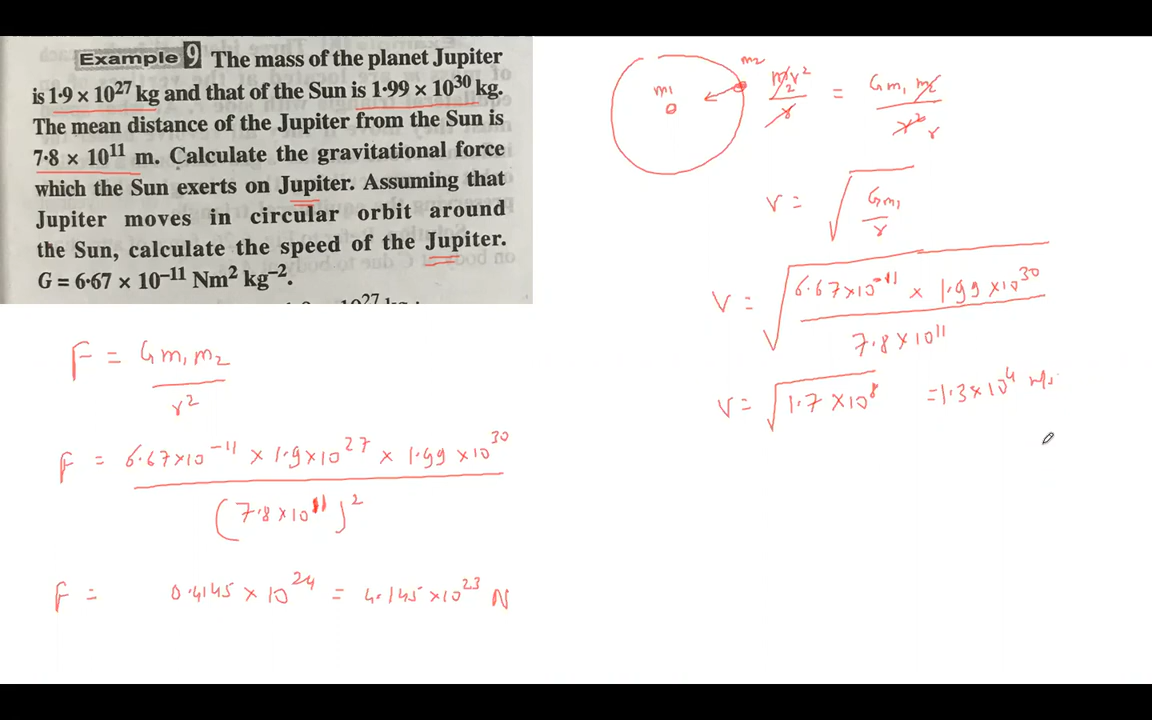 Example 9 The mass of the planet Jupiter
is 1·9 × 10²⁷ kg and that of the Sun is 1·99 × 10³⁰ kg.
The mean distance of the Jupiter from the Sun is
7·8 × 10¹¹ m. Calculate the gravitational force
which the Sun exerts on Jupiter. Assuming that
Jupiter moves in circular orbit around
the Sun, calculate the speed of the Jupiter.
G = 6·67 × 10⁻¹¹ Nm² kg⁻².
F = Gm₁m₂
r²
F = 6.67×10⁻¹¹ × 1.9×10²⁷ × 1.99×10³⁰
(7.8×10¹¹)²
F = 0.4145 × 10²⁴ = 4.145×10²³ N
m₁
m₂
m₂v² = Gm₁m₂
r r² r
V = √ Gm₁
r
V = √ 6.67×10⁻¹¹ × 1.99×10³⁰
7.8×10¹¹
V = √1.7×10⁸ = 1.3×10⁴ m/s